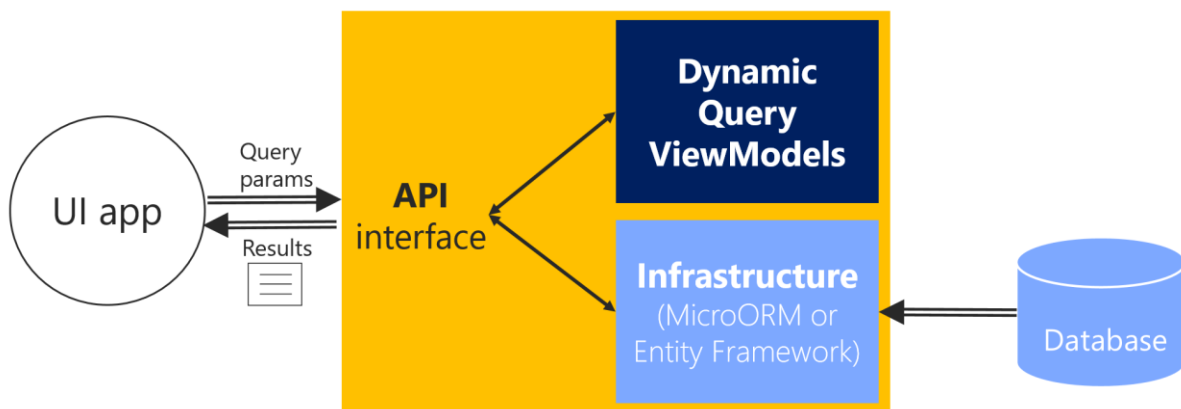 UI app
Query
params
Results
API
interface
Dynamic
Query
ViewModels
Infrastructure
(MicroORM or
Entity Framework)
Database